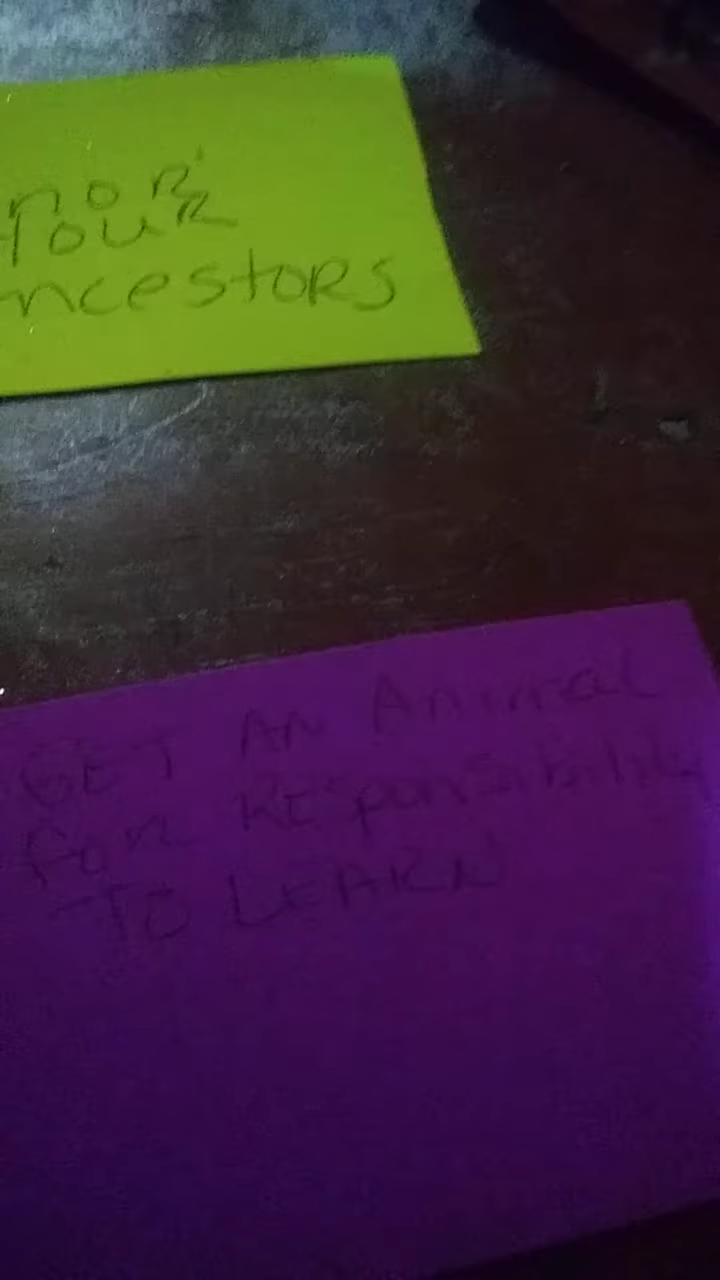 nor
Your
ncestors
GET AN Animal
for Responsibility
TO LEARN